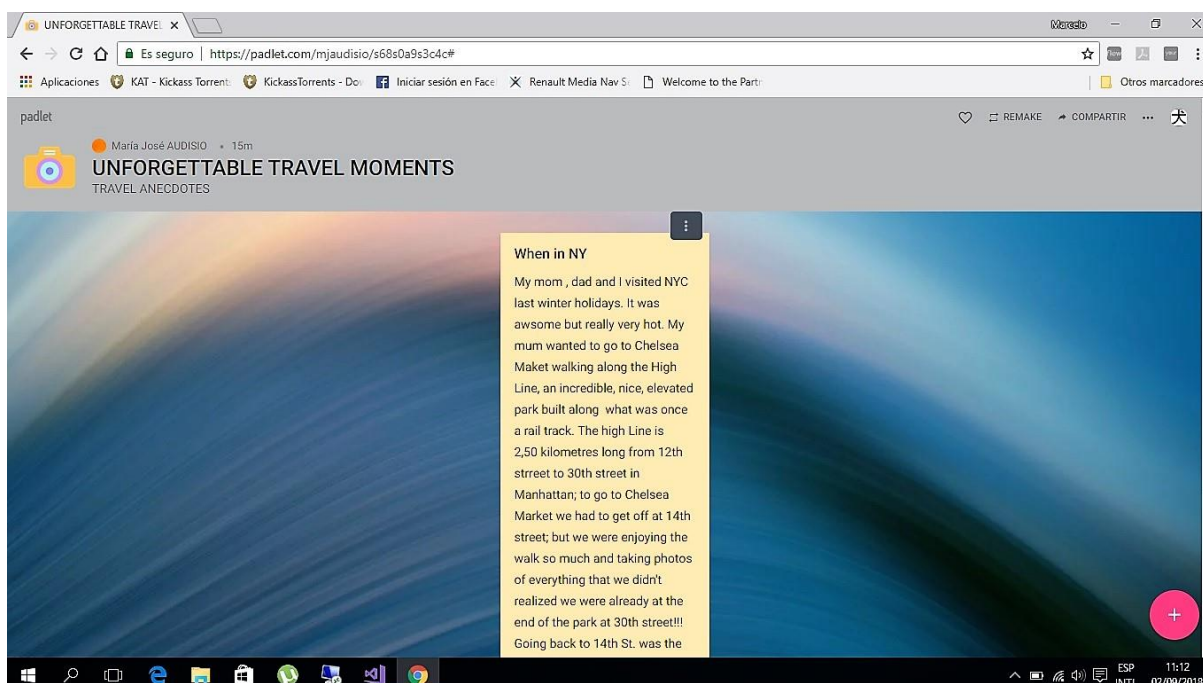 UNFORGETTABLE TRAVEL
Marcelo
Es seguro | https://padlet.com/mjaudisio/s68s0a9s3c4c#
Aplicaciones KAT - Kickass Torrent: KickassTorrents - Do Iniciar sesión en Face Renault Media Nav S Welcome to the Partr Otros marcadores
padlet
REMAKE COMPARTIR
María José AUDISIO • 15m
UNFORGETTABLE TRAVEL MOMENTS
TRAVEL ANECDOTES
When in NY
My mom , dad and I visited NYC
last winter holidays. It was
awsome but really very hot. My
mum wanted to go to Chelsea
Maket walking along the High
Line, an incredible, nice, elevated
park built along what was once
a rail track. The high Line is
2,50 kilometres long from 12th
strreet to 30th street in
Manhattan; to go to Chelsea
Market we had to get off at 14th
street; but we were enjoying the
walk so much and taking photos
of everything that we didn't
realized we were already at the
end of the park at 30th street!!!
Going back to 14th St. was the
ESP 11:12
INTL